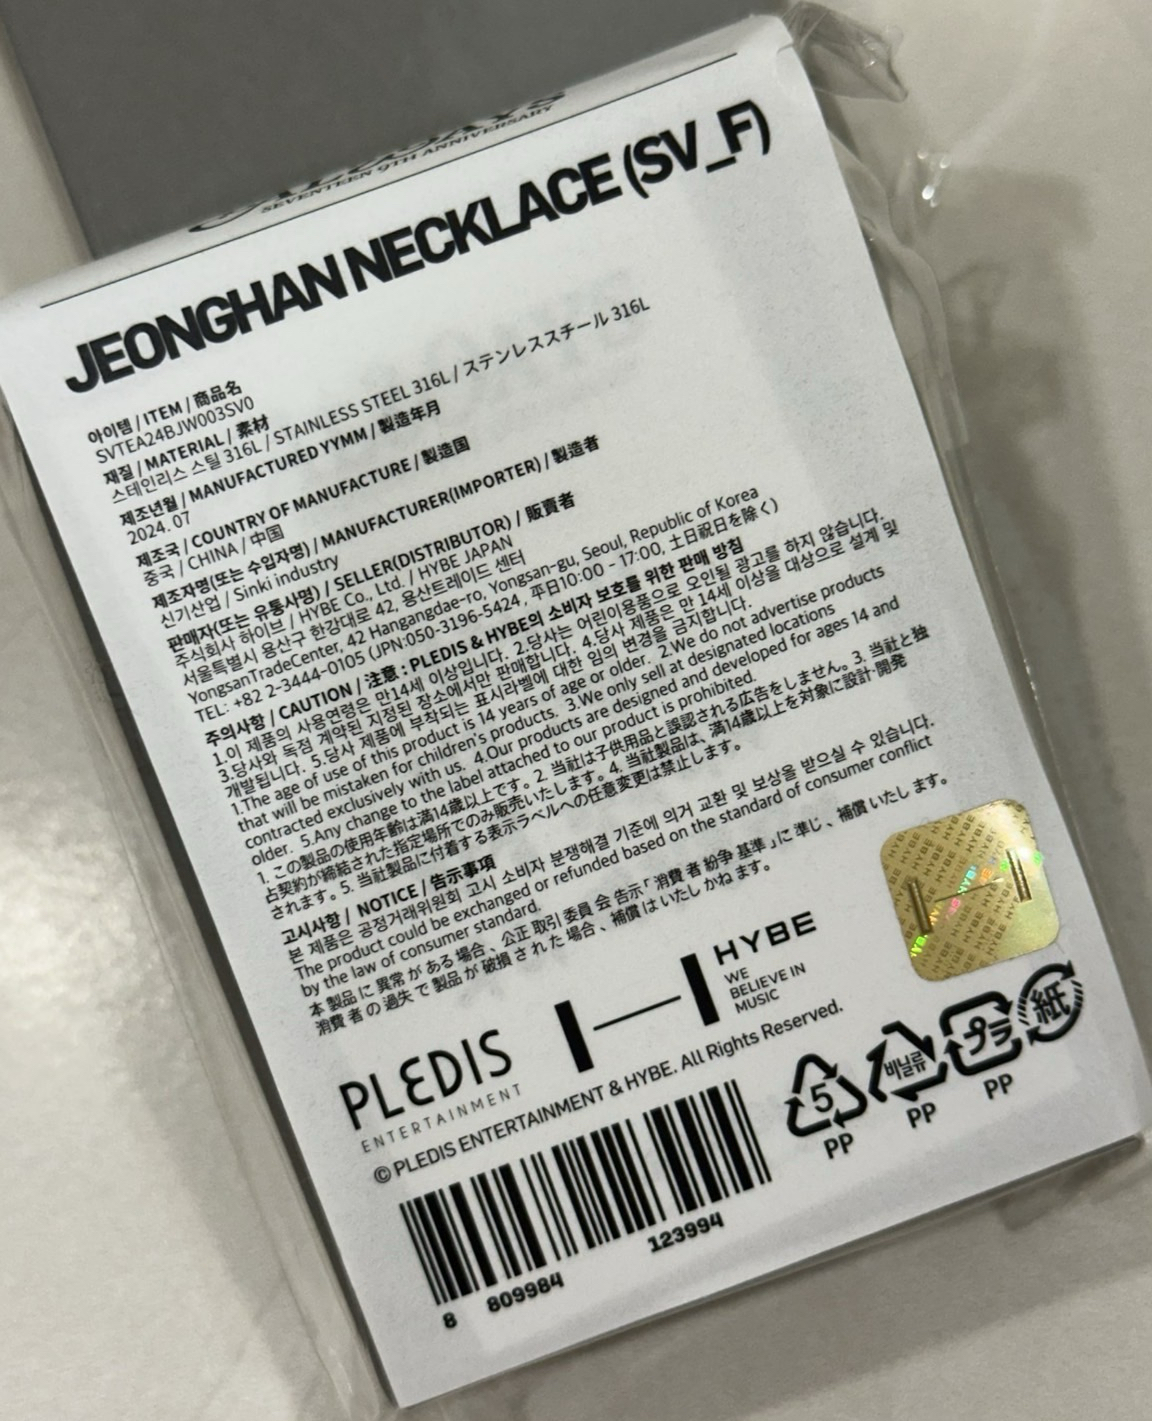 SEVENTEEN 9TH ANNIVERSARY
JEONGHAN NECKLACE (SV_F)
아이템 / ITEM / 商品名
SVTEA24BJW003SV0
재질 / MATERIAL / 素材
스테인리스 스틸 316L / STAINLESS STEEL 316L / ステンレススチール 316L
제조년월 / MANUFACTURED YYMM / 製造年月
2024. 07
제조국 / COUNTRY OF MANUFACTURE / 製造国
중국 / CHINA / 中国
제조자명(또는 수입자명) / MANUFACTURER(IMPORTER) / 製造者
신기산업 / Sinki industry
판매자(또는 유통사명) / SELLER(DISTRIBUTOR) / 販賣者
주식회사 하이브 / HYBE Co., Ltd. / HYBE JAPAN
서울특별시 용산구 한강대로 42, 용산트레이드 센터
YongsanTradeCenter, 42 Hangangdae-ro, Yongsan-gu, Seoul, Republic of Korea
TEL: +82 2-3444-0105 (JPN:050-3196-5424 , 平日10:00 - 17:00, 土日祝日を除く)
주의사항 / CAUTION / 注意 : PLEDIS & HYBE의 소비자 보호를 위한 판매 방침
1.이 제품의 사용연령은 만14세 이상입니다. 2.당사는 어린이용품으로 오인될 광고를 하지 않습니다.
3.당사와 독점 계약된 지정된 장소에서만 판매합니다. 4.당사 제품은 만 14세 이상을 대상으로 설계 및
개발됩니다. 5.당사 제품에 부착되는 표시라벨에 대한 임의 변경을 금지합니다.
1.The age of use of this product is 14 years of age or older. 2.We do not advertise products
that will be mistaken for children's products. 3.We only sell at designated locations
contracted exclusively with us. 4.Our products are designed and developed for ages 14 and
older. 5.Any change to the label attached to our product is prohibited.
1. この製品の使用年齢は満14歳以上です。2. 当社は子供用品と誤認される広告をしません。3. 当社と独
占契約が締結された指定場所でのみ販売いたします。4. 当社製品は、満14歳以上を対象に設計·開発
されます。5. 当社製品に付着する表示ラベルへの任意変更は禁止します。
고시사항 / NOTICE / 告示事項
본 제품은 공정거래위원회 고시 소비자 분쟁해결 기준에 의거 교환 및 보상을 받으실 수 있습니다.
The product could be exchanged or refunded based on the standard of consumer conflict
by the law of consumer standard.
本 製品 に 異常 が ある 場合 、 公正 取引 委員 会 告示「 消費 者 紛争 基準 」に 準じ 、補償 いたし ます。
消費 者 の 過失 で 製品 が 破損 された 場合 、補償 は いたし かね ます。
PLEDIS
ENTERTAINMENT
HYBE
WE
BELIEVE IN
MUSIC
© PLEDIS ENTERTAINMENT & HYBE. All Rights Reserved.
8 809984 123994
5
PP
비닐류
PP
プラ
PP
紙